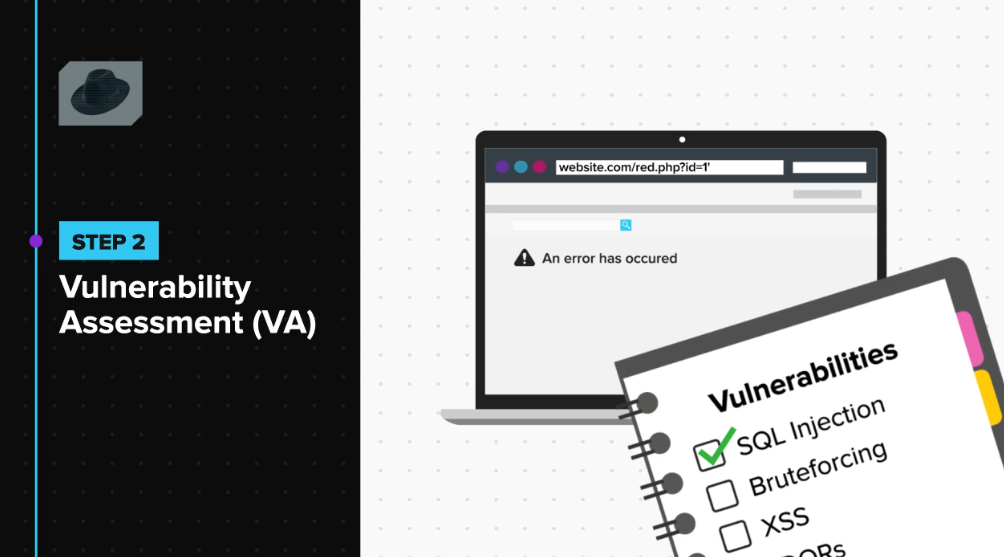 STEP 2
Vulnerability
Assessment (VA)
website.com/red.php?id=1'
An error has occured
Vulnerabilities
SQL Injection
Bruteforcing
XSS